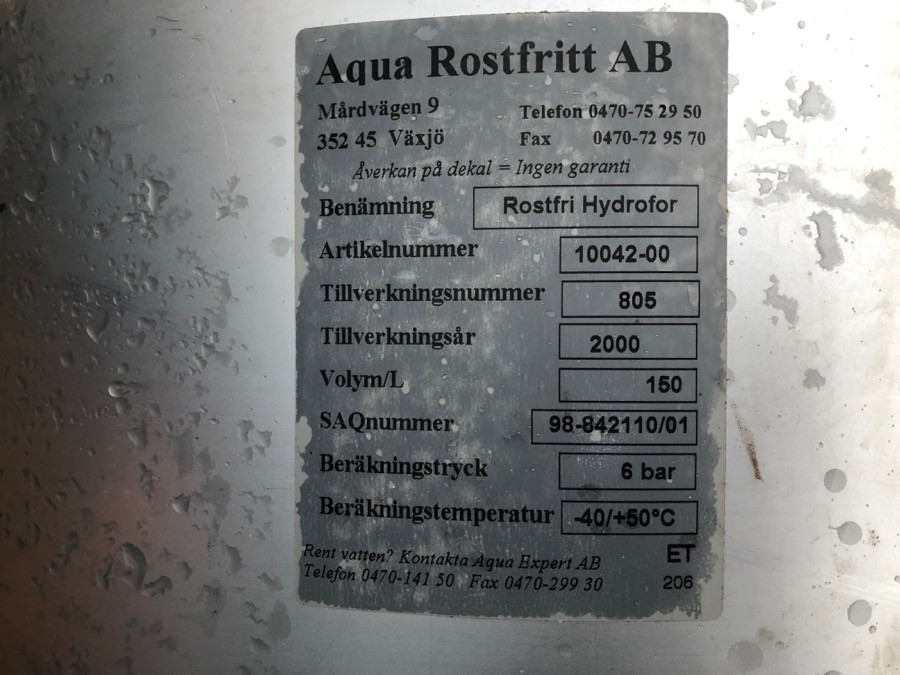 Aqua Rostfritt AB
Mårdvägen 9 Telefon 0470-75 29 50
352 45 Växjö Fax 0470-72 95 70
Åverkan på dekal = Ingen garanti
Benämning Rostfri Hydrofor
Artikelnummer 10042-00
Tillverkningsnummer 805
Tillverkningsår 2000
Volym/L 150
SAQnummer 98-842110/01
Beräkningstryck 6 bar
Beräkningstemperatur -40/+50°C
Rent vatten? Kontakta Aqua Expert AB ET
Telefon 0470-141 50 Fax 0470-299 30 206